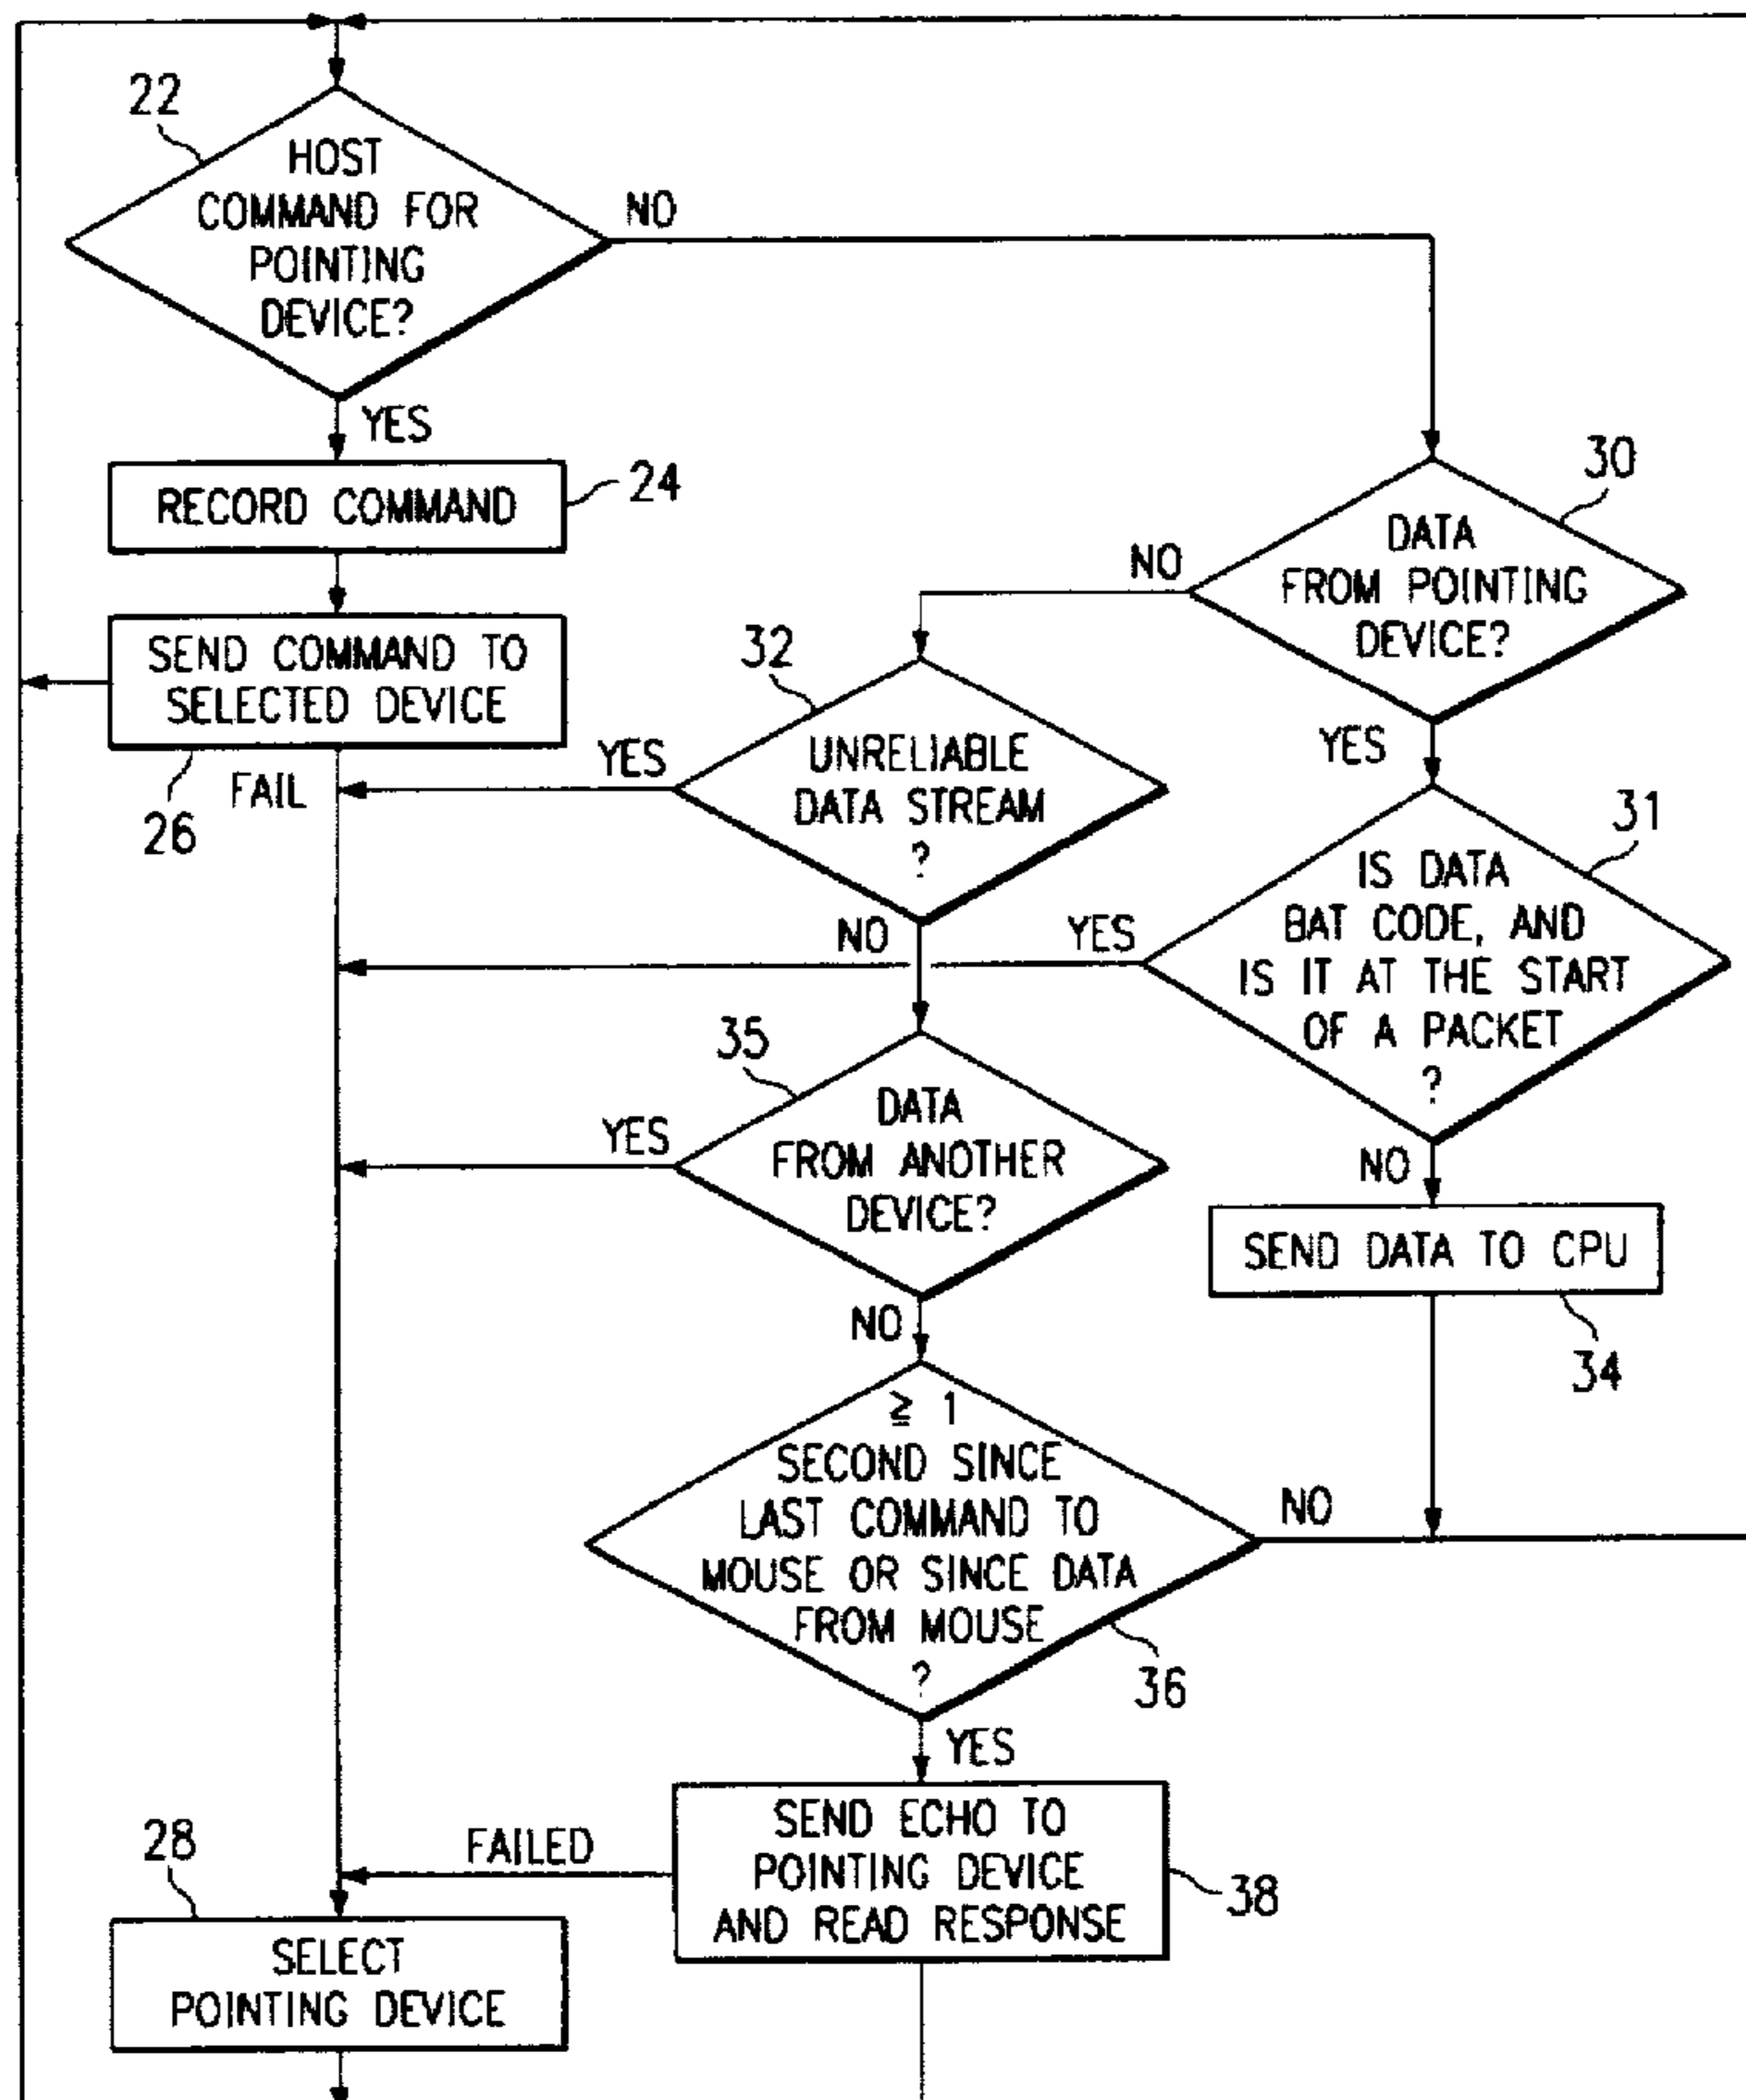 22
HOST
COMMAND FOR
POINTING
DEVICE?
NO
YES
RECORD COMMAND
24
SEND COMMAND TO
SELECTED DEVICE
26
FAIL
30
DATA
FROM POINTING
DEVICE?
NO
YES
32
UNRELIABLE
DATA STREAM
?
YES
NO
31
IS DATA
BAT CODE, AND
IS IT AT THE START
OF A PACKET
?
YES
NO
35
DATA
FROM ANOTHER
DEVICE?
YES
NO
SEND DATA TO CPU
34
≥ 1
SECOND SINCE
LAST COMMAND TO
MOUSE OR SINCE DATA
FROM MOUSE
?
36
NO
YES
SEND ECHO TO
POINTING DEVICE
AND READ RESPONSE
38
FAILED
28
SELECT
POINTING DEVICE